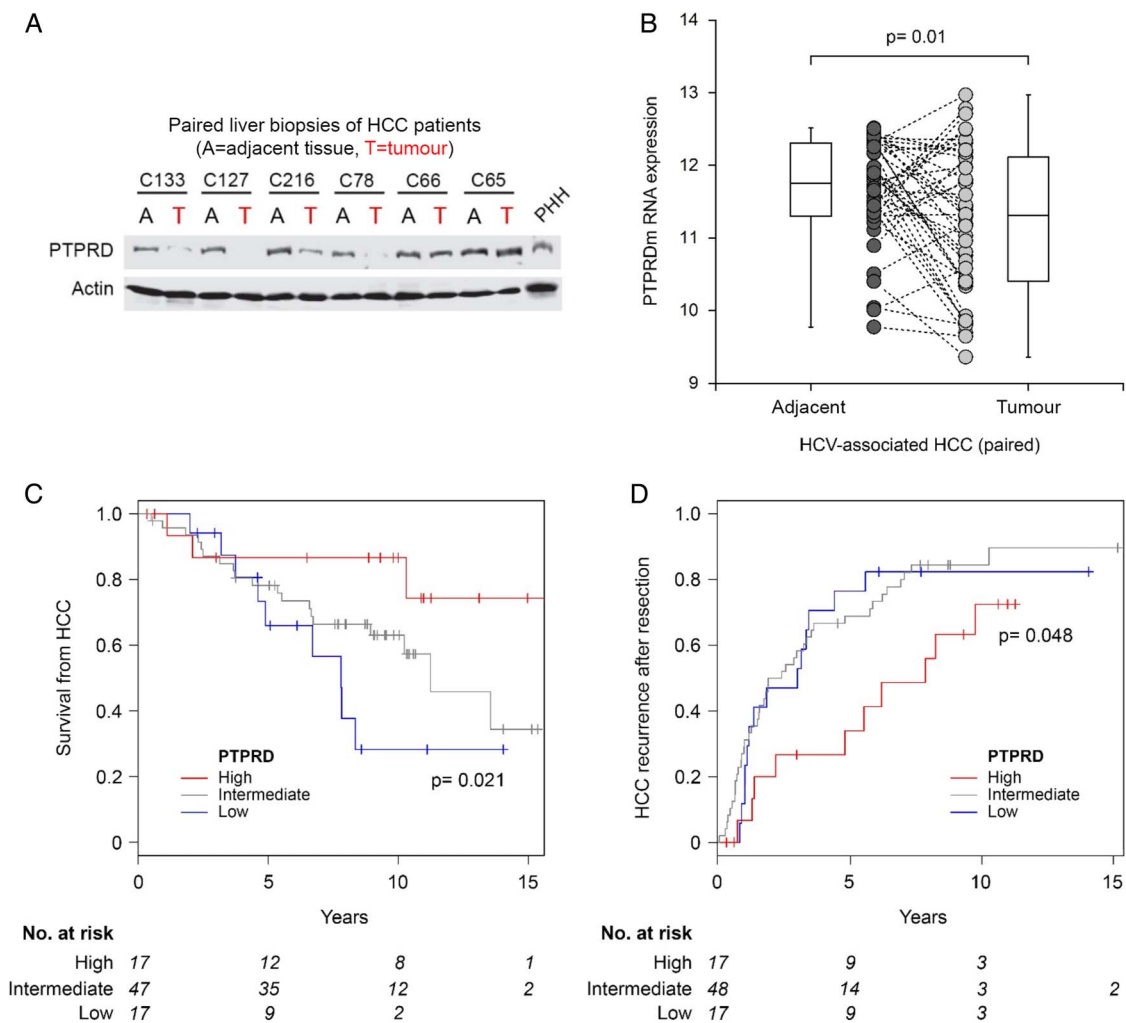 A
Paired liver biopsies of HCC patients
(A=adjacent tissue, T=tumour)
C133 C127 C216 C78 C66 C65 PHH
A T A T A T A T A T A T
PTPRD
Actin
B
p= 0.01
PTPRDm RNA expression
14
13
12
11
10
9
Adjacent Tumour
HCV-associated HCC (paired)
C
Survival from HCC
1.0
0.8
0.6
0.4
0.2
0
PTPRD
High
Intermediate
Low
p= 0.021
0 5 10 15
Years
No. at risk
High 17 12 8 1
Intermediate 47 35 12 2
Low 17 9 2
D
HCC recurrence after resection
1.0
0.8
0.6
0.4
0.2
0
p= 0.048
PTPRD
High
Intermediate
Low
0 5 10 15
Years
No. at risk
High 17 9 3
Intermediate 48 14 3 2
Low 17 9 3